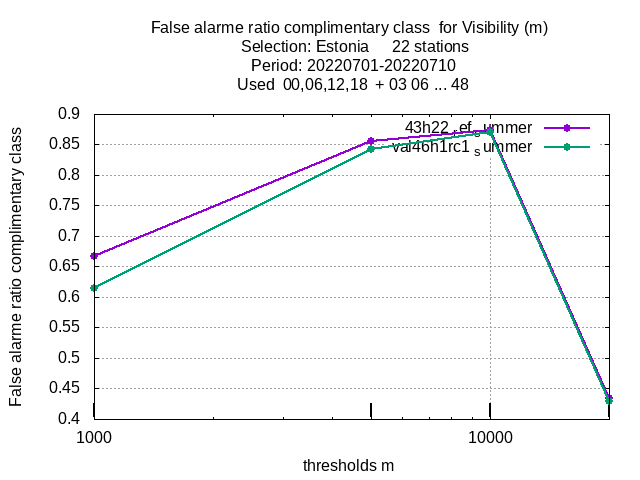 False alarme ratio complimentary class for Visibility (m)
Selection: Estonia 22 stations
Period: 20220701-20220710
Used 00,06,12,18 + 03 06 ... 48
False alarme ratio complimentary class
0.9
0.85
0.8
0.75
0.7
0.65
0.6
0.55
0.5
0.45
0.4
1000
10000
thresholds m
43h22_ref_summer
val46h1rc1_summer